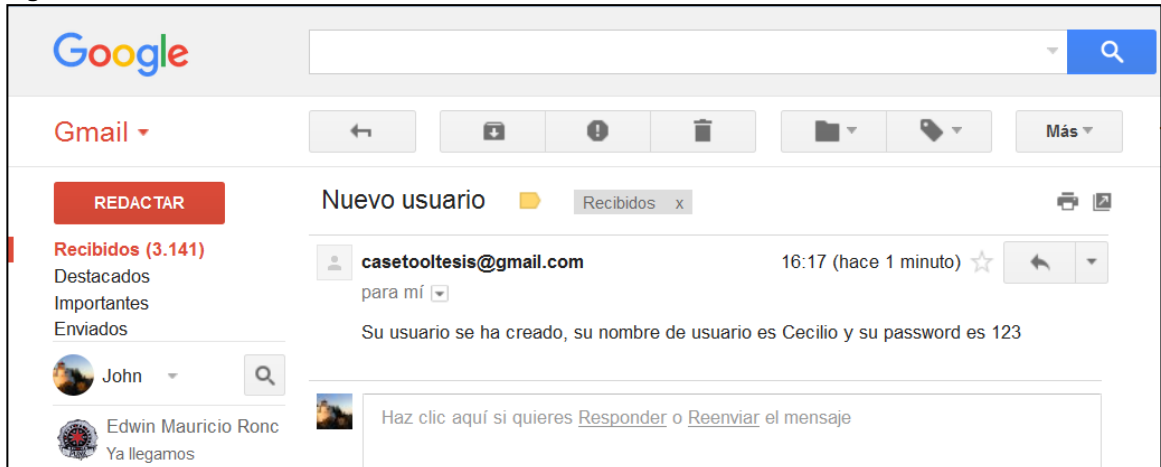 Google
Gmail
Más
REDACTAR
Nuevo usuario
Recibidos x
Recibidos (3.141)
Destacados
Importantes
Enviados
casetooltesis@gmail.com
16:17 (hace 1 minuto)
para mí
Su usuario se ha creado, su nombre de usuario es Cecilio y su password es 123
John
Haz clic aquí si quieres Responder o Reenviar el mensaje
Edwin Mauricio Ronc
Ya llegamos